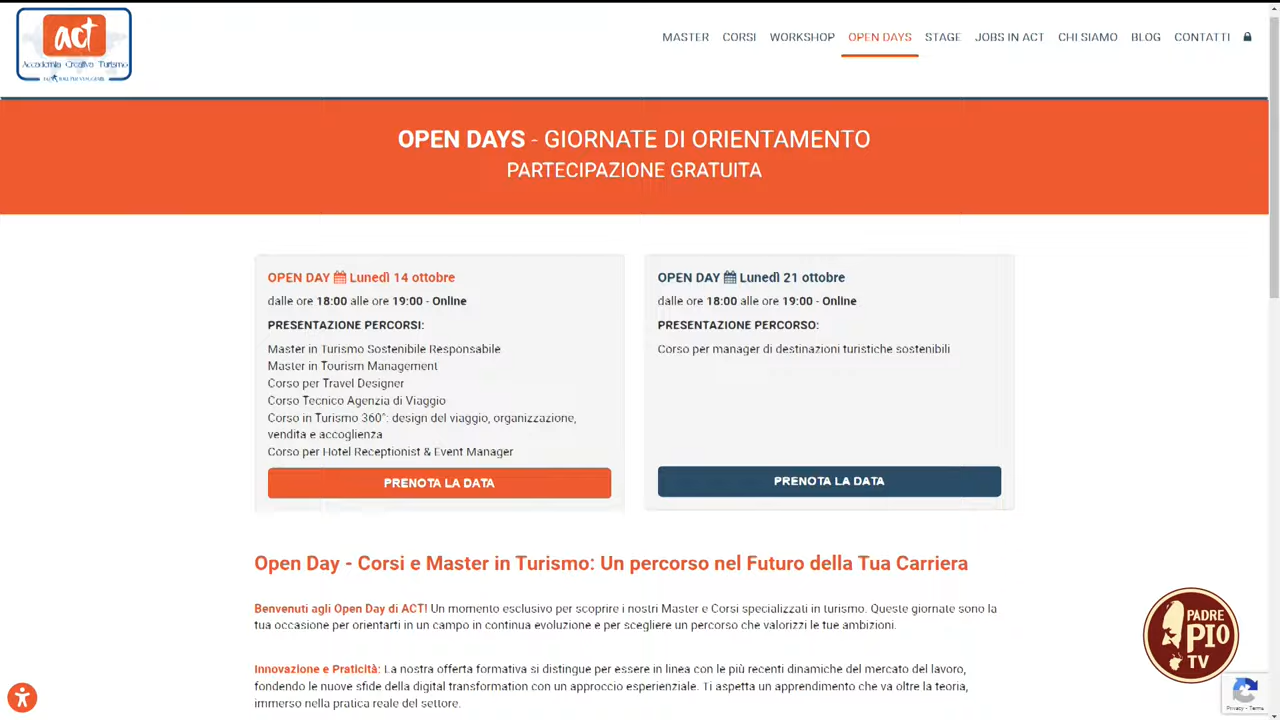 act
Accademia Creativa Turismo
MASTER CORSI WORKSHOP OPEN DAYS STAGE JOBS IN ACT CHI SIAMO BLOG CONTATTI
OPEN DAYS - GIORNATE DI ORIENTAMENTO
PARTECIPAZIONE GRATUITA
OPEN DAY Lunedì 14 ottobre
dalle ore 18:00 alle ore 19:00 - Online
PRESENTAZIONE PERCORSI:
Master in Turismo Sostenibile Responsabile
Master in Tourism Management
Corso per Travel Designer
Corso Tecnico Agenzia di Viaggio
Corso in Turismo 360°: design del viaggio, organizzazione,
vendita e accoglienza
Corso per Hotel Receptionist & Event Manager
PRENOTA LA DATA
OPEN DAY Lunedì 21 ottobre
dalle ore 18:00 alle ore 19:00 - Online
PRESENTAZIONE PERCORSO:
Corso per manager di destinazioni turistiche sostenibili
PRENOTA LA DATA
Open Day - Corsi e Master in Turismo: Un percorso nel Futuro della Tua Carriera
Benvenuti agli Open Day di ACT! Un momento esclusivo per scoprire i nostri Master e Corsi specializzati in turismo. Queste giornate sono la
tua occasione per orientarti in un campo in continua evoluzione e per scegliere un percorso che valorizzi le tue ambizioni.
Innovazione e Praticità: La nostra offerta formativa si distingue per essere in linea con le più recenti dinamiche del mercato del lavoro,
fondendo le nuove sfide della digital transformation con un approccio esperienziale. Ti aspetta un apprendimento che va oltre la teoria,
immerso nella pratica reale del settore.
PADRE
PIO
TV
Privacy - Terms